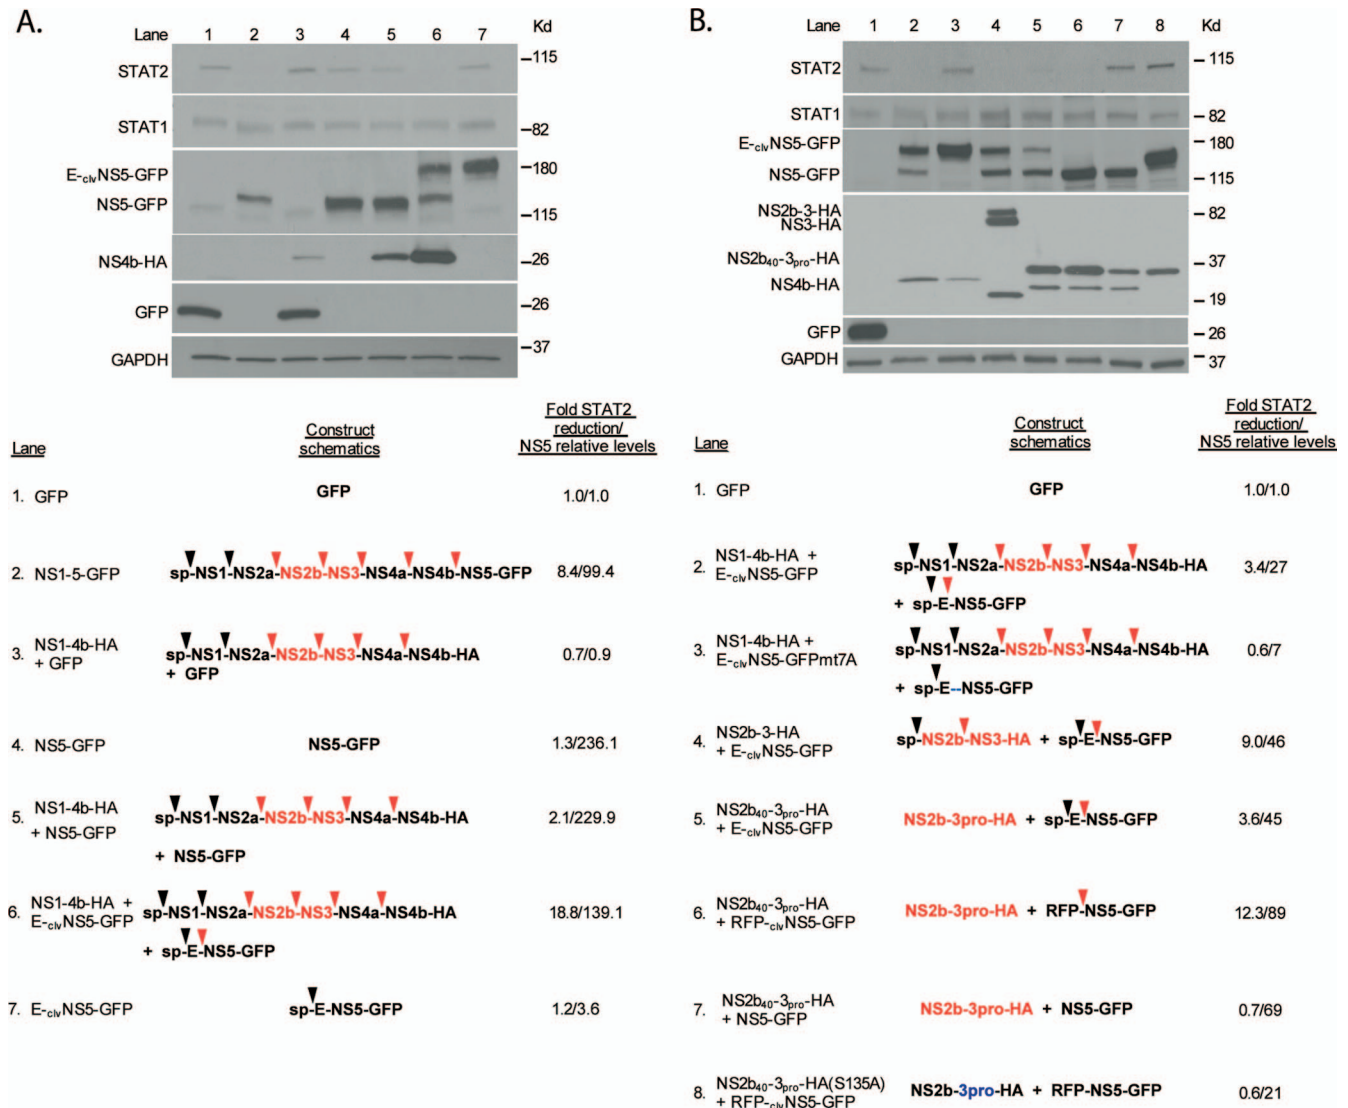 A.
Lane 1 2 3 4 5 6 7 Kd
STAT2 –115
STAT1 –82
E-clvNS5-GFP –180
NS5-GFP –115
NS4b-HA –26
GFP –26
GAPDH –37
Lane Construct schematics Fold STAT2 reduction/ NS5 relative levels
1. GFP GFP 1.0/1.0
2. NS1-5-GFP sp-NS1-NS2a-NS2b-NS3-NS4a-NS4b-NS5-GFP 8.4/99.4
3. NS1-4b-HA + GFP sp-NS1-NS2a-NS2b-NS3-NS4a-NS4b-HA 0.7/0.9
+ GFP
4. NS5-GFP NS5-GFP 1.3/236.1
5. NS1-4b-HA + NS5-GFP sp-NS1-NS2a-NS2b-NS3-NS4a-NS4b-HA 2.1/229.9
+ NS5-GFP
6. NS1-4b-HA + E-clvNS5-GFP sp-NS1-NS2a-NS2b-NS3-NS4a-NS4b-HA 18.8/139.1
+ sp-E-NS5-GFP
7. E-clvNS5-GFP sp-E-NS5-GFP 1.2/3.6
B.
Lane 1 2 3 4 5 6 7 8 Kd
STAT2 – 115
STAT1 – 82
E-clvNS5-GFP – 180
NS5-GFP – 115
NS2b-3-HA – 82
NS3-HA
NS2b40-3pro-HA – 37
NS4b-HA – 19
GFP – 26
GAPDH – 37
Lane Construct schematics Fold STAT2 reduction/ NS5 relative levels
1. GFP GFP 1.0/1.0
2. NS1-4b-HA + E-clvNS5-GFP sp-NS1-NS2a-NS2b-NS3-NS4a-NS4b-HA 3.4/27
+ sp-E-NS5-GFP
3. NS1-4b-HA + E-clvNS5-GFPmt7A sp-NS1-NS2a-NS2b-NS3-NS4a-NS4b-HA 0.6/7
+ sp-E--NS5-GFP
4. NS2b-3-HA + E-clvNS5-GFP sp-NS2b-NS3-HA + sp-E-NS5-GFP 9.0/46
5. NS2b40-3pro-HA + E-clvNS5-GFP NS2b-3pro-HA + sp-E-NS5-GFP 3.6/45
6. NS2b40-3pro-HA + RFP-clvNS5-GFP NS2b-3pro-HA + RFP-NS5-GFP 12.3/89
7. NS2b40-3pro-HA + NS5-GFP NS2b-3pro-HA + NS5-GFP 0.7/69
8. NS2b40-3pro-HA(S135A) + RFP-clvNS5-GFP NS2b-3pro-HA + RFP-NS5-GFP 0.6/21